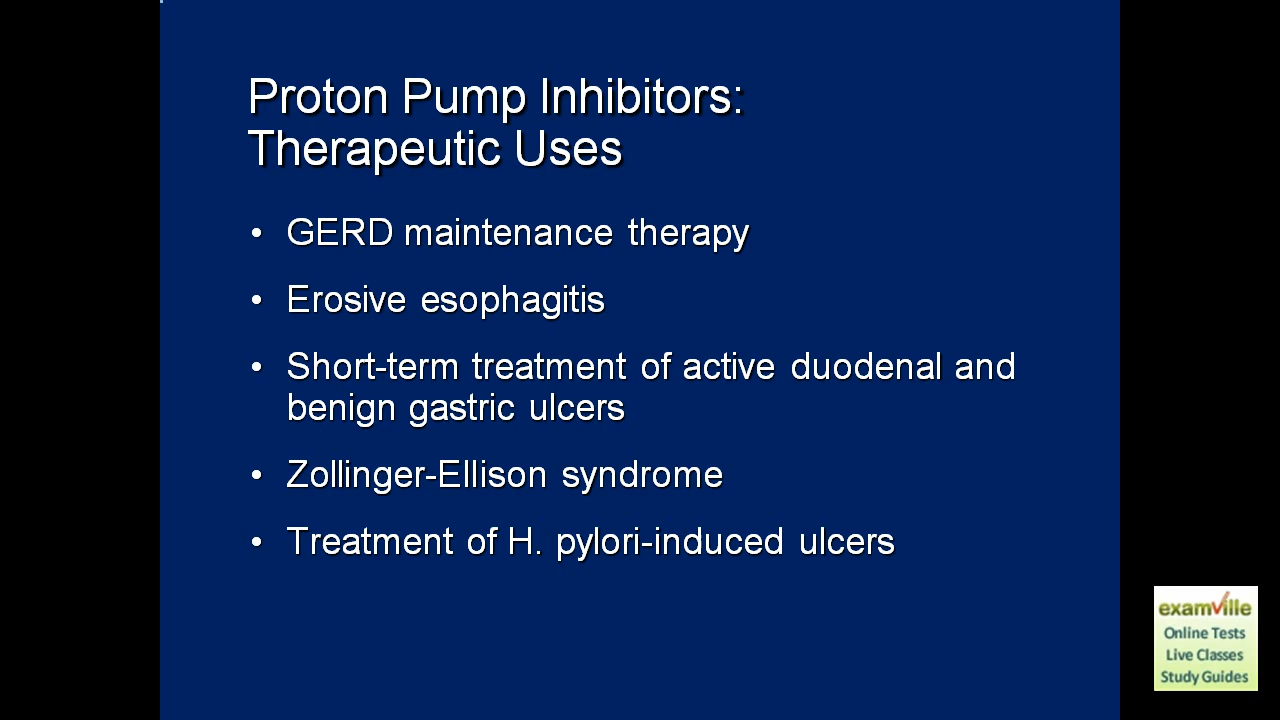 Proton Pump Inhibitors:
Therapeutic Uses
• GERD maintenance therapy
• Erosive esophagitis
• Short-term treatment of active duodenal and
benign gastric ulcers
• Zollinger-Ellison syndrome
• Treatment of H. pylori-induced ulcers
examville
Online Tests
Live Classes
Study Guides